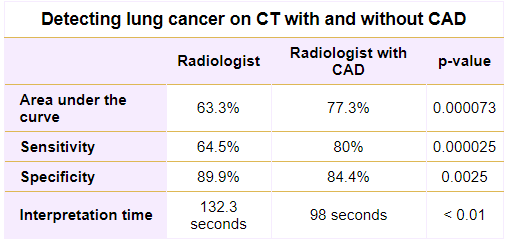 Detecting lung cancer on CT with and without CAD
Radiologist
Radiologist with
CAD
p-value
Area under the
curve
63.3%
77.3%
0.000073
Sensitivity
64.5%
80%
0.000025
Specificity
89.9%
84.4%
0.0025
Interpretation time
132.3
seconds
98 seconds
< 0.01